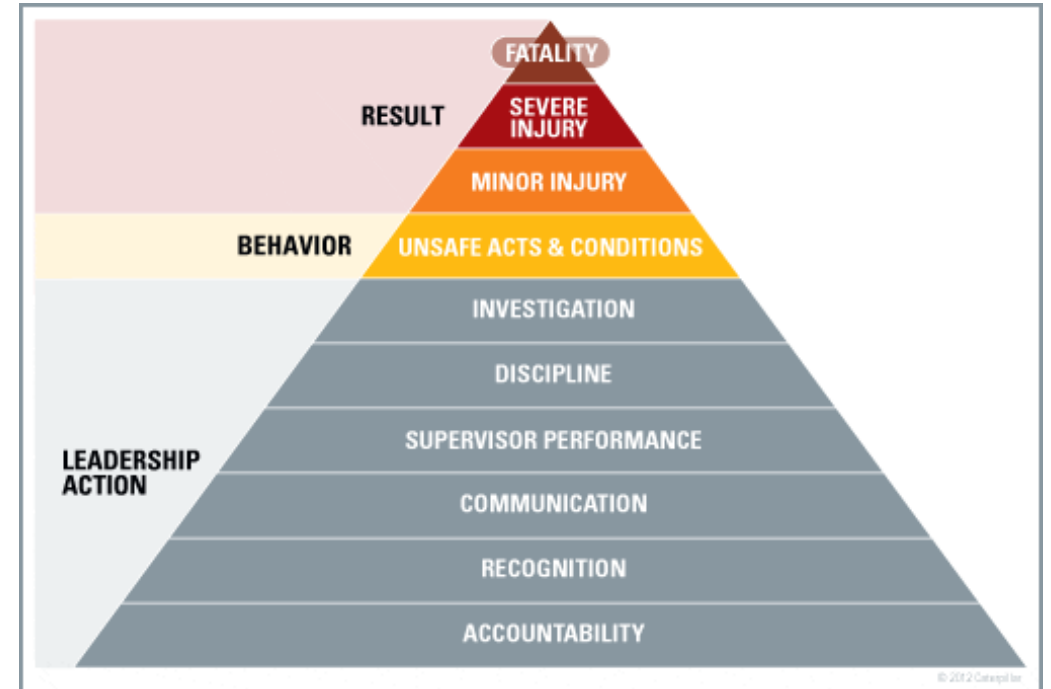 FATALITY
RESULT
SEVERE
INJURY
MINOR INJURY
BEHAVIOR
UNSAFE ACTS & CONDITIONS
INVESTIGATION
DISCIPLINE
SUPERVISOR PERFORMANCE
LEADERSHIP
ACTION
COMMUNICATION
RECOGNITION
ACCOUNTABILITY
© 2012 Caterpillar